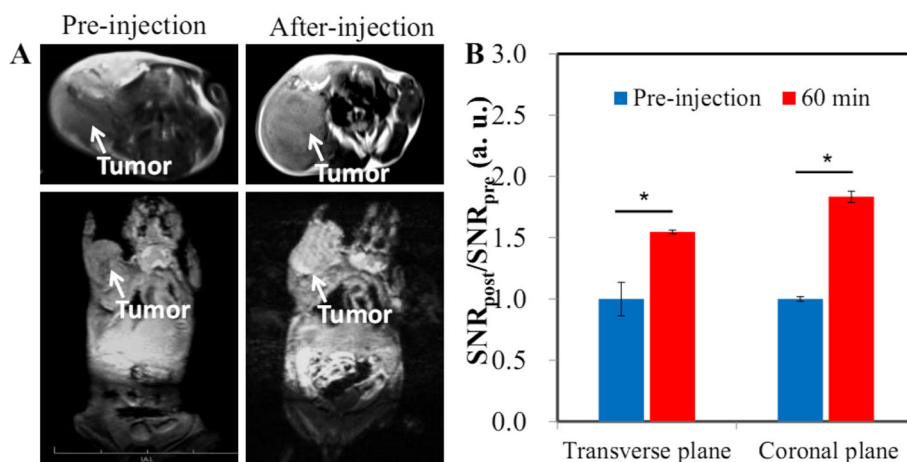 Pre-injection After-injection
A
Tumor Tumor
Tumor Tumor
B
3.0
2.5
2.0
1.5
1.0
0.5
0.0
SNRpost/SNRpre (a. u.)
Pre-injection 60 min
* *
Transverse plane Coronal plane